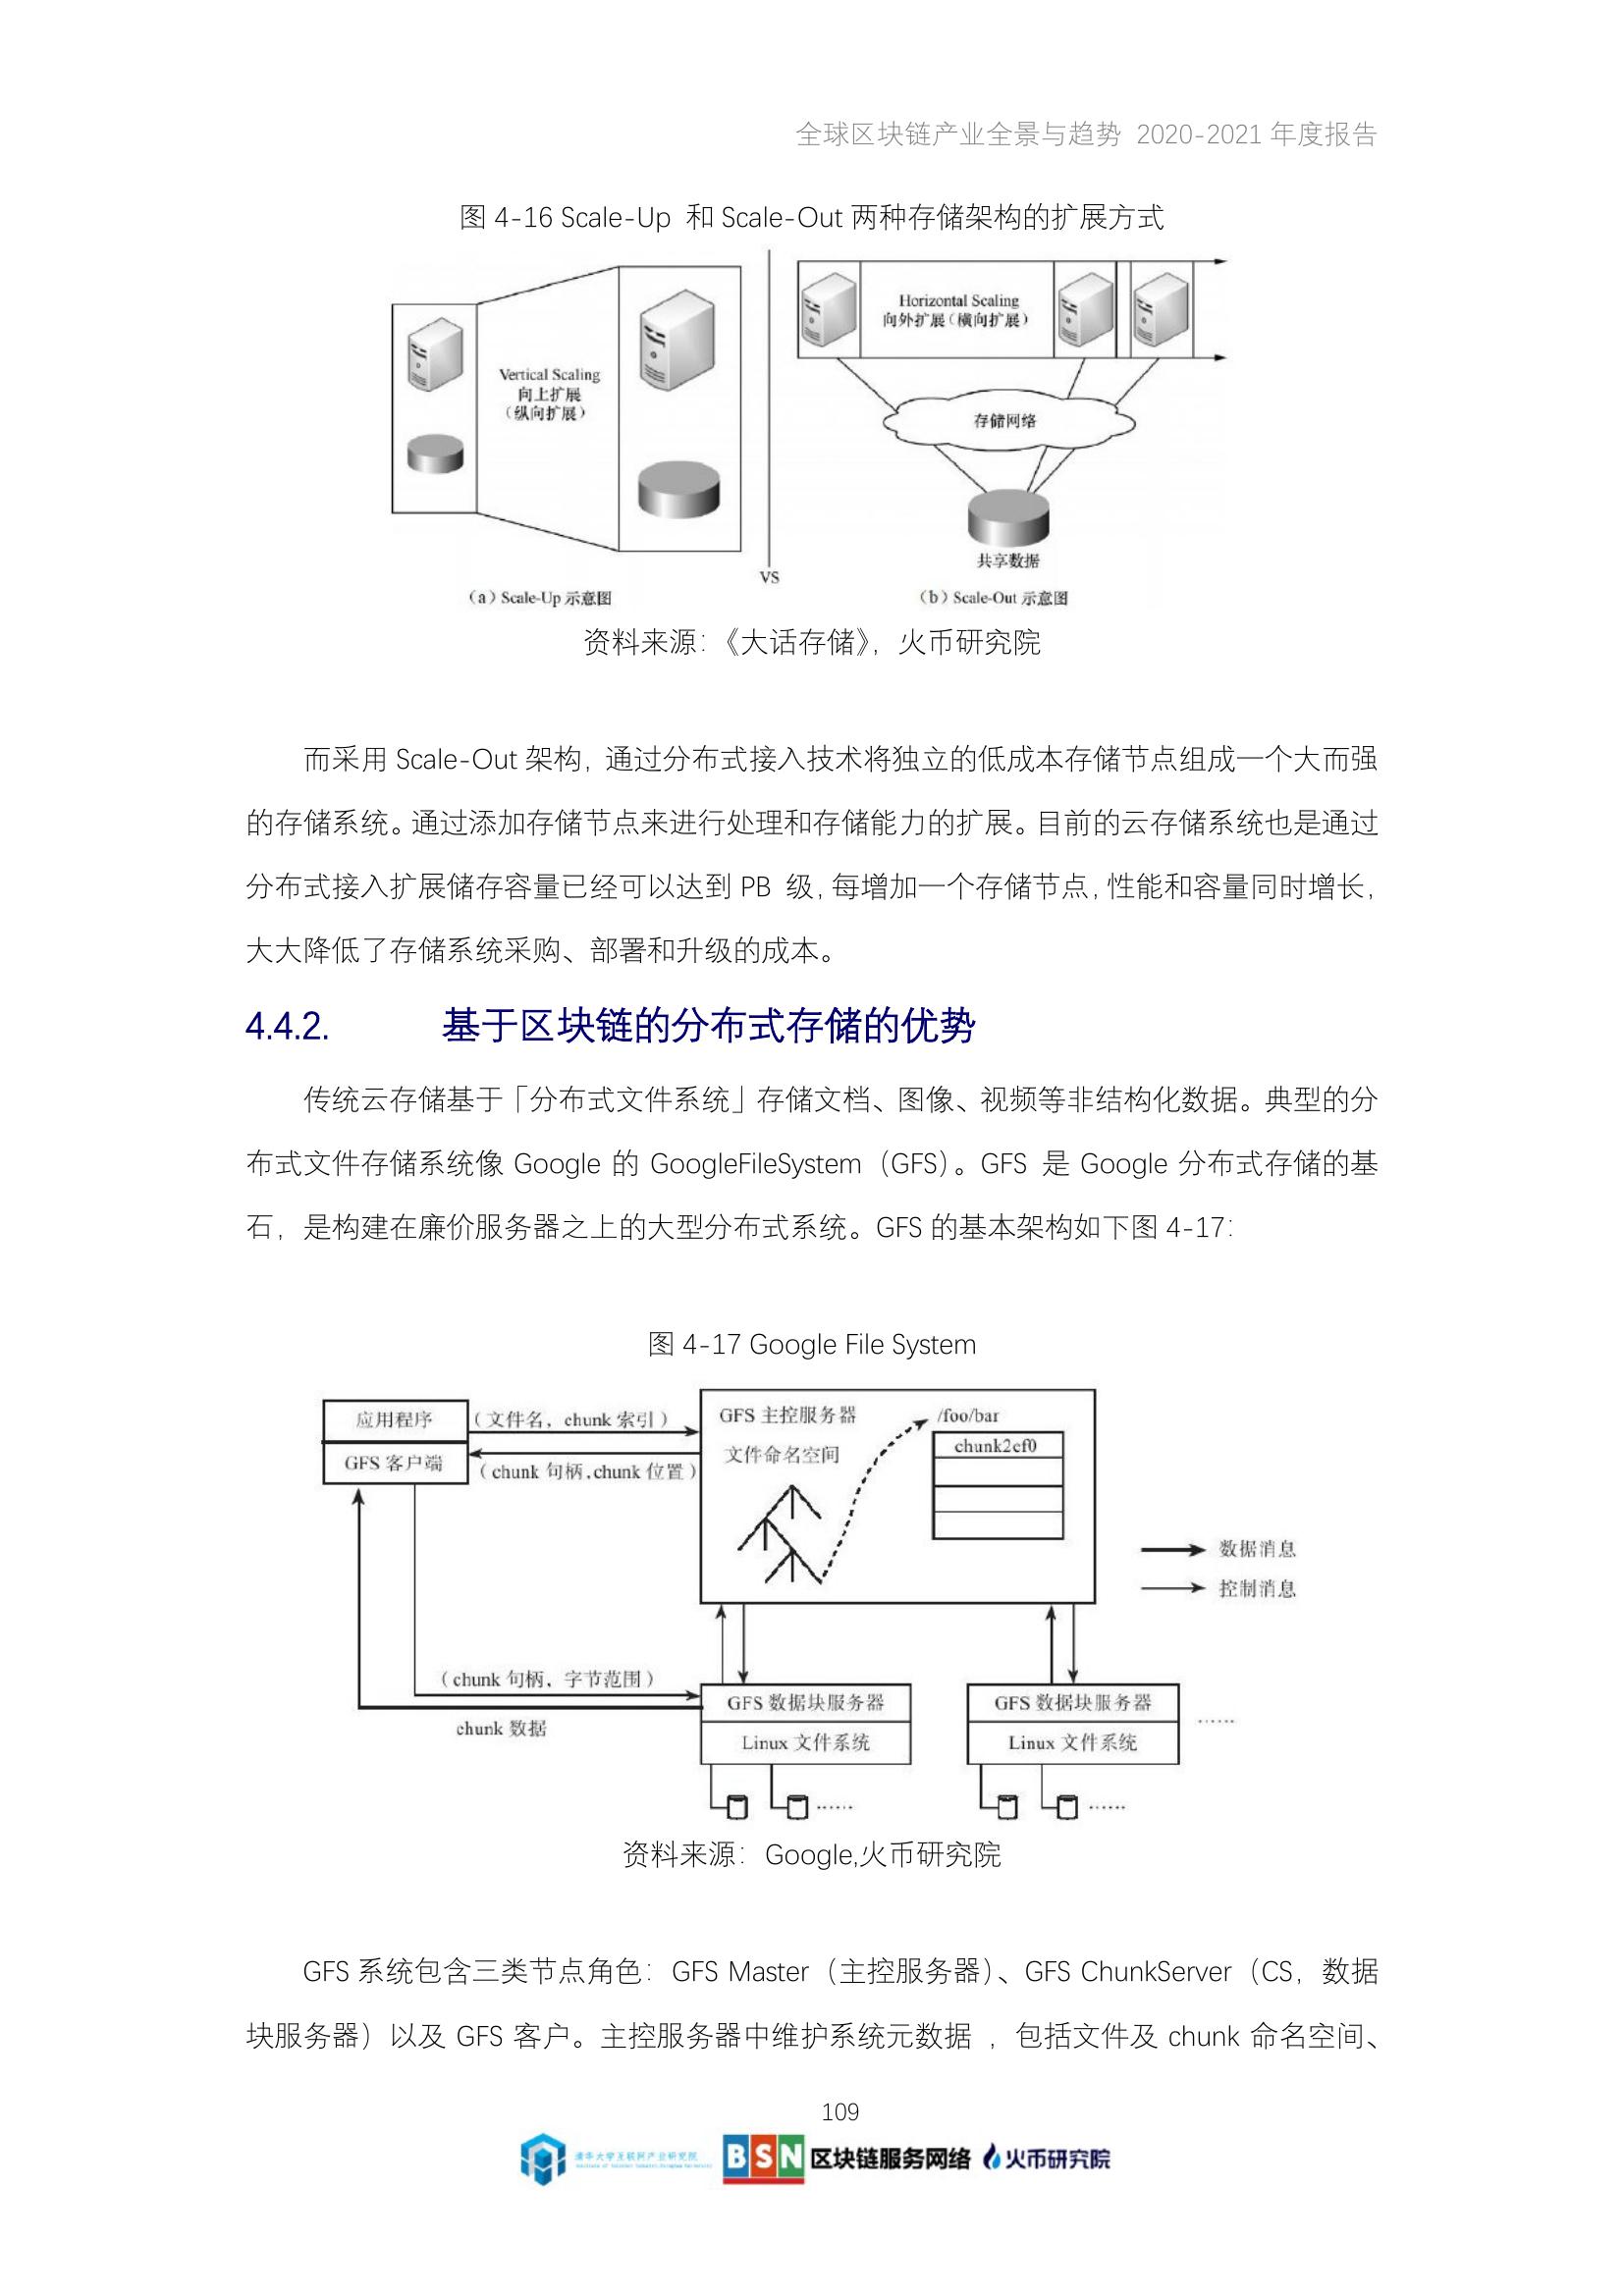 全球区块链产业全景与趋势 2020-2021 年度报告
图 4-16 Scale-Up 和 Scale-Out 两种存储架构的扩展方式
Vertical Scaling
向上扩展
（纵向扩展）
（a）Scale-Up 示意图
VS
Horizontal Scaling
向外扩展（横向扩展）
存储网络
共享数据
（b）Scale-Out 示意图
资料来源：《大话存储》，火币研究院
而采用 Scale-Out 架构，通过分布式接入技术将独立的低成本存储节点组成一个大而强
的存储系统。通过添加存储节点来进行处理和存储能力的扩展。目前的云存储系统也是通过
分布式接入扩展储存容量已经可以达到 PB 级，每增加一个存储节点，性能和容量同时增长，
大大降低了存储系统采购、部署和升级的成本。
4.4.2. 基于区块链的分布式存储的优势
传统云存储基于「分布式文件系统」存储文档、图像、视频等非结构化数据。典型的分
布式文件存储系统像 Google 的 GoogleFileSystem（GFS）。GFS 是 Google 分布式存储的基
石，是构建在廉价服务器之上的大型分布式系统。GFS 的基本架构如下图 4-17：
图 4-17 Google File System
应用程序
GFS 客户端
（文件名，chunk 索引）
（chunk 句柄，chunk 位置）
GFS 主控服务器
文件命名空间
/foo/bar
chunk2ef0
数据消息
控制消息
（chunk 句柄，字节范围）
chunk 数据
GFS 数据块服务器
Linux 文件系统
……
GFS 数据块服务器
Linux 文件系统
……
……
资料来源：Google,火币研究院
GFS 系统包含三类节点角色：GFS Master（主控服务器）、GFS ChunkServer（CS，数据
块服务器）以及 GFS 客户。主控服务器中维护系统元数据 ，包括文件及 chunk 命名空间、
109
清华大学互联网产业研究院
BSN 区块链服务网络
火币研究院